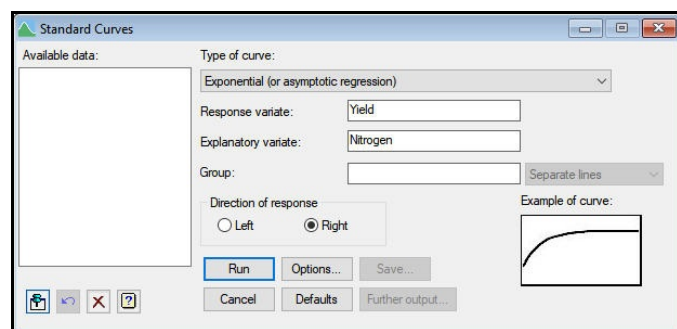 Standard Curves
Available data:
Type of curve:
Exponential (or asymptotic regression)
Response variate:
Yield
Explanatory variate:
Nitrogen
Group:
Separate lines
Direction of response
Left
Right
Example of curve:
Run
Options...
Save...
Cancel
Defaults
Further output...